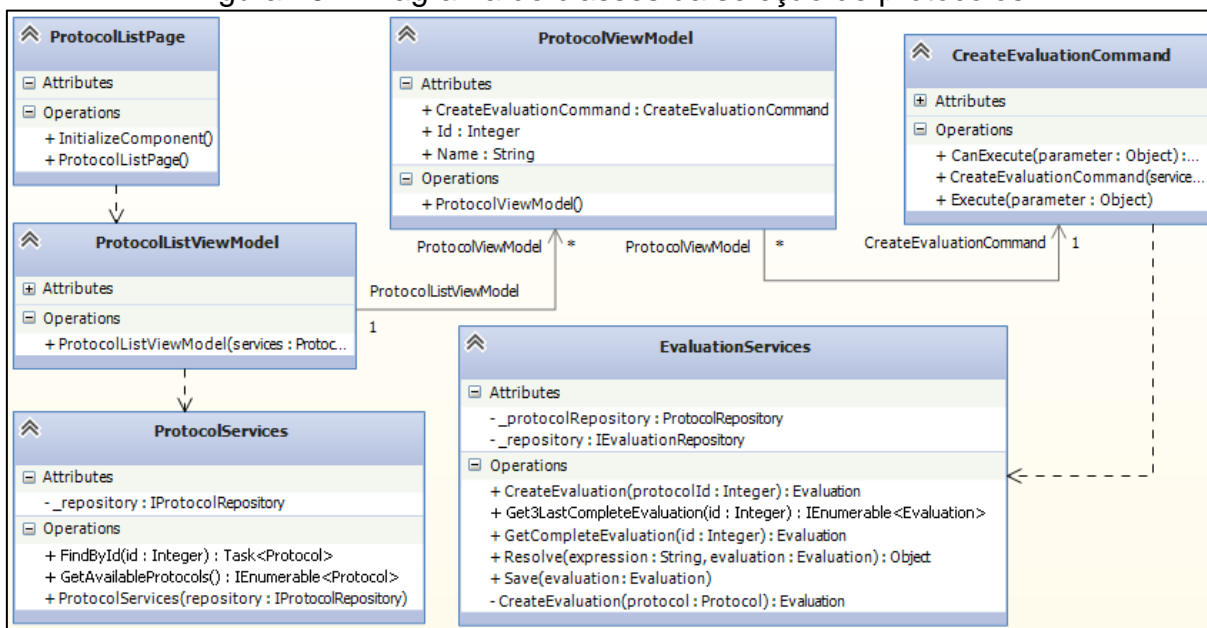 ProtocolListPage
Attributes
Operations
+ InitializeComponent()
+ ProtocolListPage()
ProtocolViewModel
Attributes
+ CreateEvaluationCommand : CreateEvaluationCommand
+ Id : Integer
+ Name : String
Operations
+ ProtocolViewModel()
CreateEvaluationCommand
Attributes
Operations
+ CanExecute(parameter : Object) :...
+ CreateEvaluationCommand(service...
+ Execute(parameter : Object)
ProtocolViewModel *
ProtocolViewModel *
CreateEvaluationCommand 1
ProtocolListViewModel
Attributes
Operations
+ ProtocolListViewModel(services : Protoc...
ProtocolListViewModel
1
ProtocolServices
Attributes
- _repository : IProtocolRepository
Operations
+ FindById(id : Integer) : Task<Protocol>
+ GetAvailableProtocols() : IEnumerable<Protocol>
+ ProtocolServices(repository : IProtocolRepository)
EvaluationServices
Attributes
- _protocolRepository : ProtocolRepository
- _repository : IEvaluationRepository
Operations
+ CreateEvaluation(protocolId : Integer) : Evaluation
+ Get3LastCompleteEvaluation(id : Integer) : IEnumerable<Evaluation>
+ GetCompleteEvaluation(id : Integer) : Evaluation
+ Resolve(expression : String, evaluation : Evaluation) : Object
+ Save(evaluation : Evaluation)
- CreateEvaluation(protocol : Protocol) : Evaluation